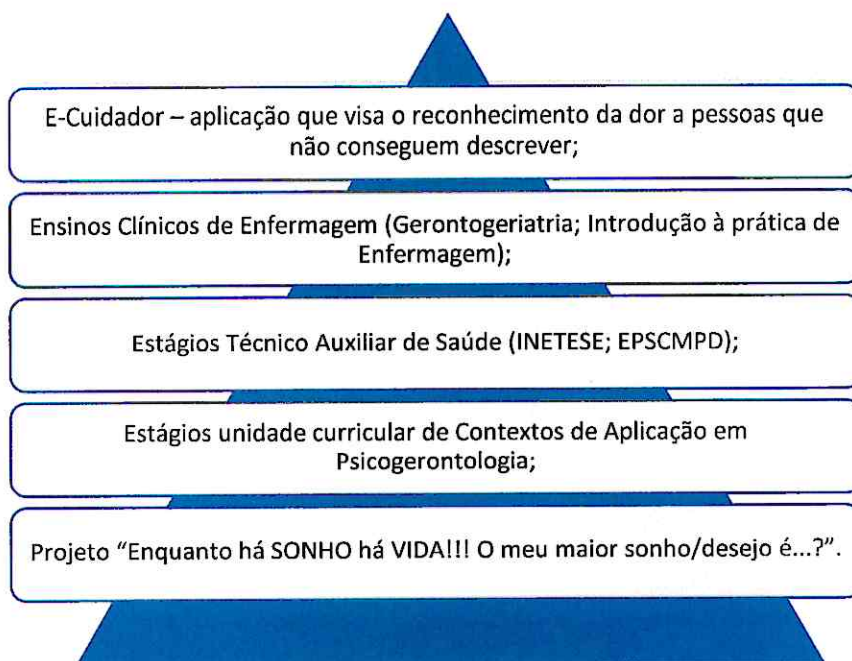 E-Cuidador – aplicação que visa o reconhecimento da dor a pessoas que
não conseguem descrever;
Ensinos Clínicos de Enfermagem (Gerontogeriatria; Introdução à prática de
Enfermagem);
Estágios Técnico Auxiliar de Saúde (INETESE; EPSCMPD);
Estágios unidade curricular de Contextos de Aplicação em
Psicogerontologia;
Projeto “Enquanto há SONHO há VIDA!!! O meu maior sonho/desejo é...?”.